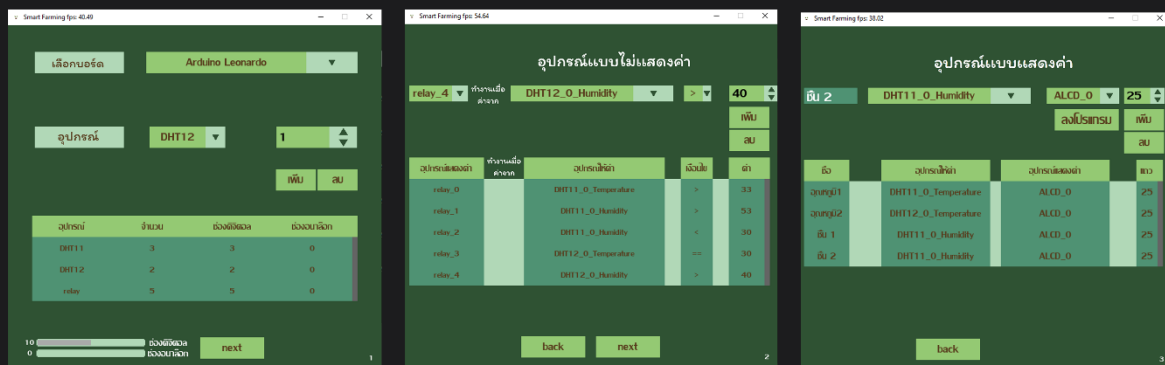 Smart Farming fps: 40.49
เลือกบอร์ด Arduino Leonardo
อุปกรณ์ DHT12 1
เพิ่ม ลบ
อุปกรณ์ จำนวน ช่องดิจิตอล ช่องอนาล็อก
DHT11 3 3 0
DHT12 2 2 0
relay 5 5 0
10 ช่องดิจิตอล
0 ช่องอนาล็อก
next
1
Smart Farming fps: 54.64
อุปกรณ์แบบไม่แสดงค่า
relay_4 ทำงานเมื่อค่าจาก DHT12_0_Humidity > 40
เพิ่ม
ลบ
อุปกรณ์แสดงค่า ทำงานเมื่อค่าจาก อุปกรณ์ให้ค่า เงื่อนไข ค่า
relay_0 DHT11_0_Temperature > 33
relay_1 DHT11_0_Humidity > 53
relay_2 DHT11_0_Humidity < 30
relay_3 DHT12_0_Temperature == 30
relay_4 DHT12_0_Humidity > 40
back next
2
Smart Farming fps: 38.02
อุปกรณ์แบบแสดงค่า
ชื้น 2 DHT11_0_Humidity ALCD_0 25
ลงโปรแกรม เพิ่ม
ลบ
ชื่อ อุปกรณ์ให้ค่า อุปกรณ์แสดงค่า แถว
อุณหภูมิ1 DHT11_0_Temperature ALCD_0 25
อุณหภูมิ2 DHT12_0_Temperature ALCD_0 25
ชื้น 1 DHT11_0_Humidity ALCD_0 25
ชื้น 2 DHT11_0_Humidity ALCD_0 25
back
3